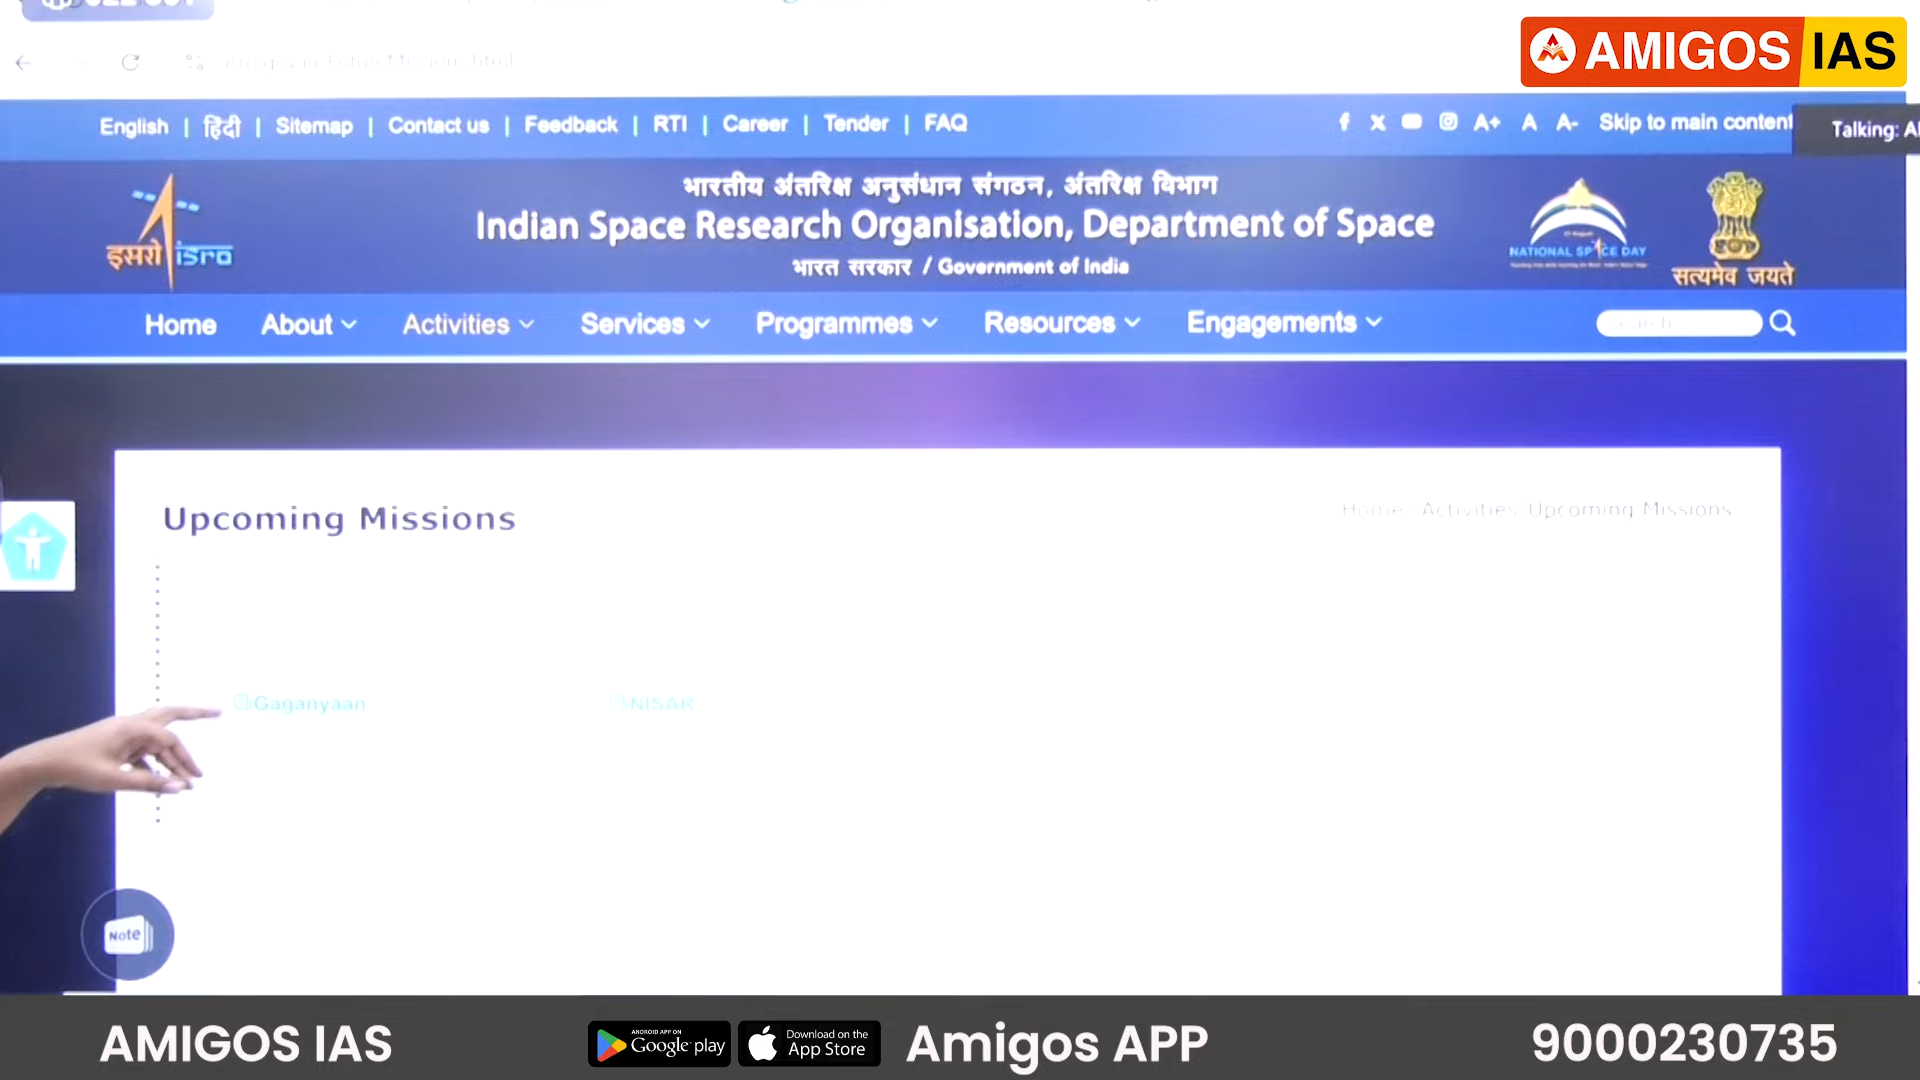 AMIGOS IAS
English | हिंदी | Sitemap | Contact us | Feedback | RTI | Career | Tender | FAQ
A+ A A- Skip to main content
Talking:
भारतीय अंतरिक्ष अनुसंधान संगठन, अंतरिक्ष विभाग
Indian Space Research Organisation, Department of Space
भारत सरकार / Government of India
इसरो isro
NATIONAL SPACE DAY
सत्यमेव जयते
Home About Activities Services Programmes Resources Engagements
Upcoming Missions
Home Activities Upcoming Missions
Gaganyaan NISAR
Note
AMIGOS IAS
ANDROID APP ON
Google play
Download on the
App Store
Amigos APP
9000230735